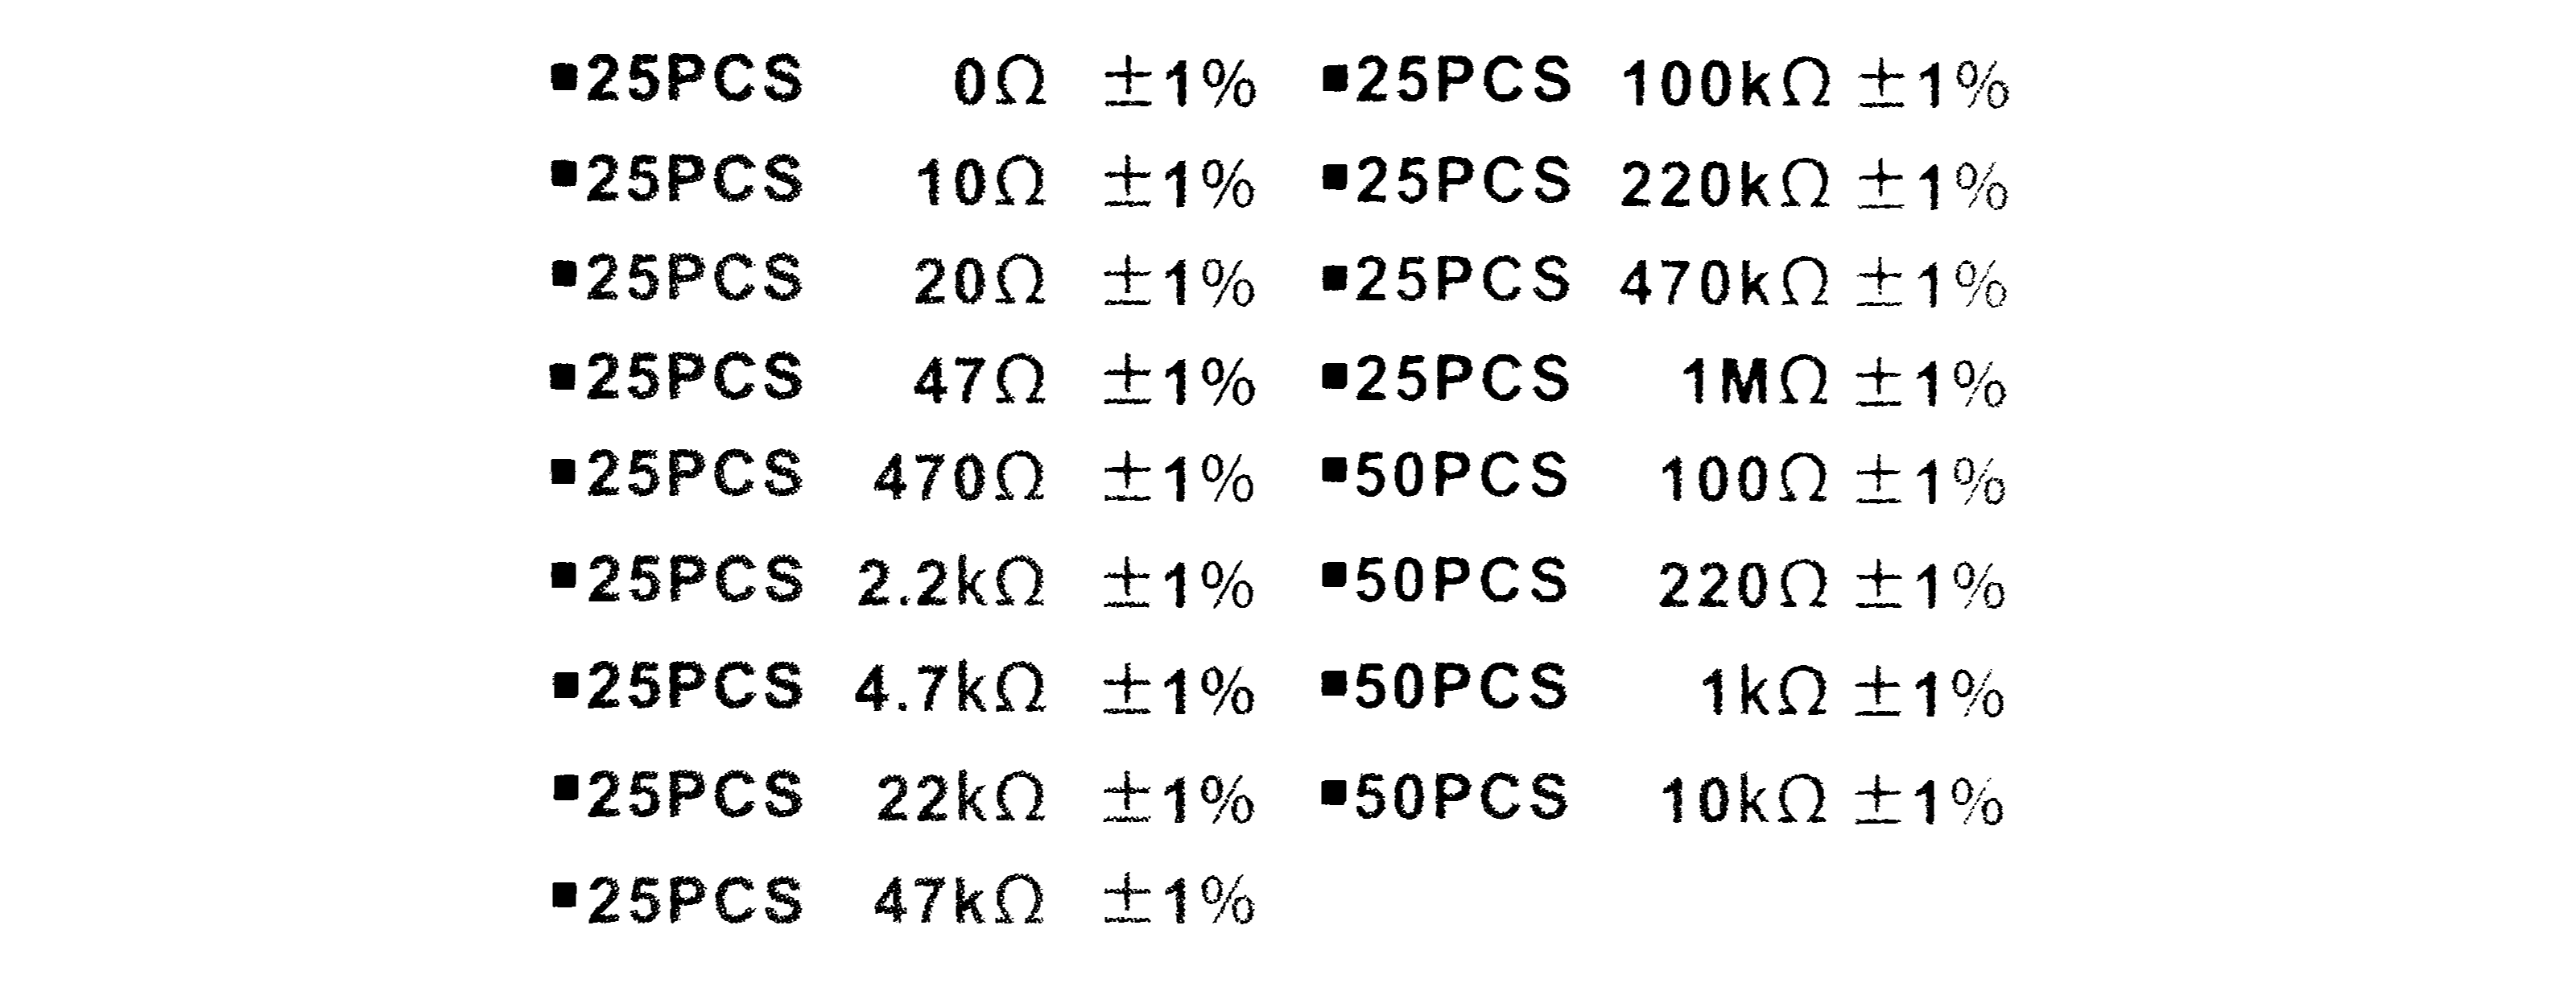 ▪25PCS 0Ω ±1% ▪25PCS 100kΩ ±1%
▪25PCS 10Ω ±1% ▪25PCS 220kΩ ±1%
▪25PCS 20Ω ±1% ▪25PCS 470kΩ ±1%
▪25PCS 47Ω ±1% ▪25PCS 1MΩ ±1%
▪25PCS 470Ω ±1% ▪50PCS 100Ω ±1%
▪25PCS 2.2kΩ ±1% ▪50PCS 220Ω ±1%
▪25PCS 4.7kΩ ±1% ▪50PCS 1kΩ ±1%
▪25PCS 22kΩ ±1% ▪50PCS 10kΩ ±1%
▪25PCS 47kΩ ±1%